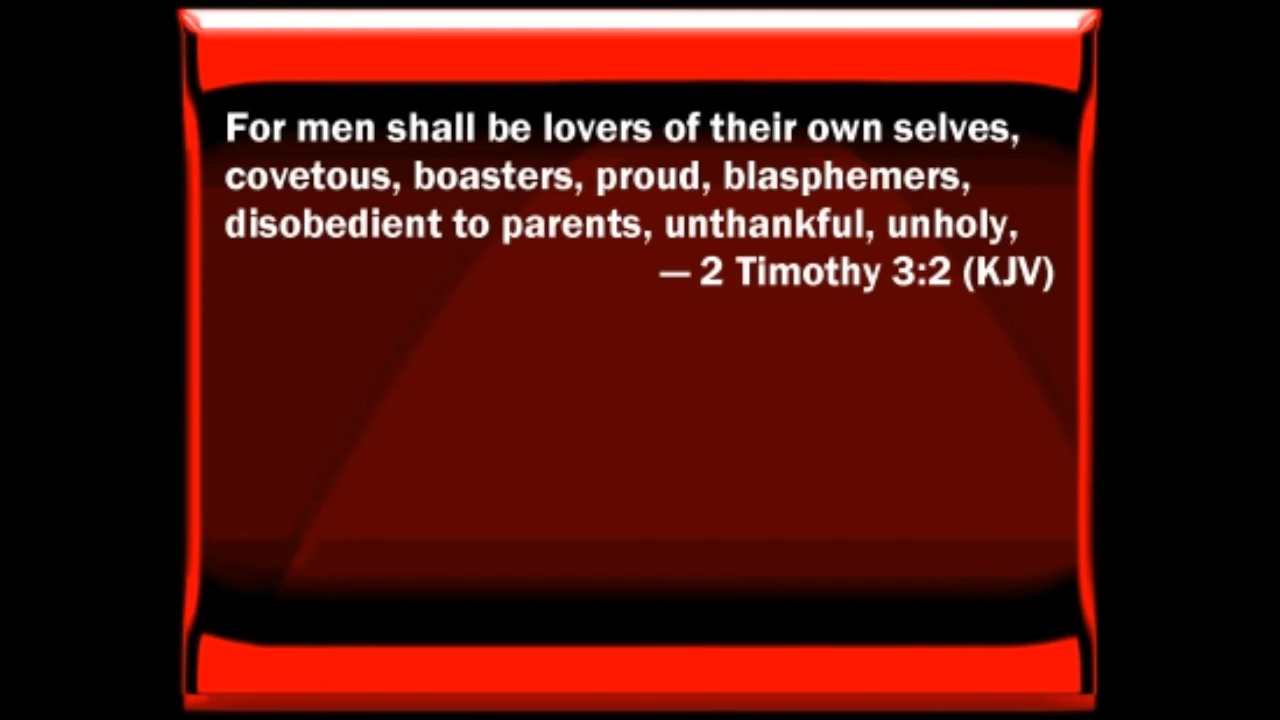 For men shall be lovers of their own selves,
covetous, boasters, proud, blasphemers,
disobedient to parents, unthankful, unholy,
— 2 Timothy 3:2 (KJV)